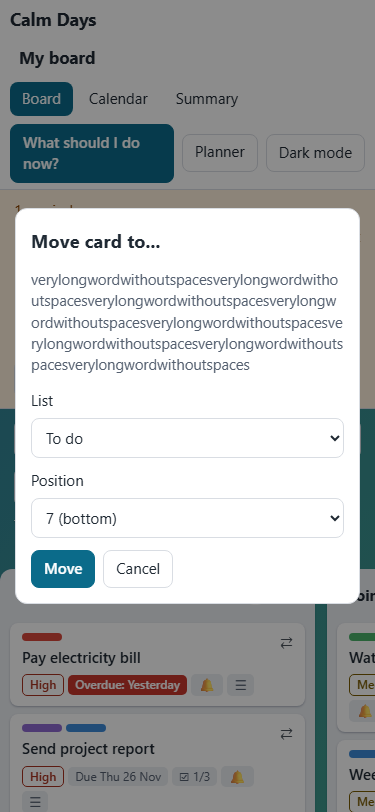 Calm Days
My board
Board Calendar Summary
What should I do
now?
Planner
Dark mode
Move card to...
verylongwordwithoutspacesverylongwordwitho
utspacesverylongwordwithoutspacesverylongw
ordwithoutspacesverylongwordwithoutspacesve
rylongwordwithoutspacesverylongwordwithouts
pacesverylongwordwithoutspaces
List
To do
Position
7 (bottom)
Move Cancel
Pay electricity bill
High Overdue: Yesterday
Send project report
High Due Thu 26 Nov 1/3